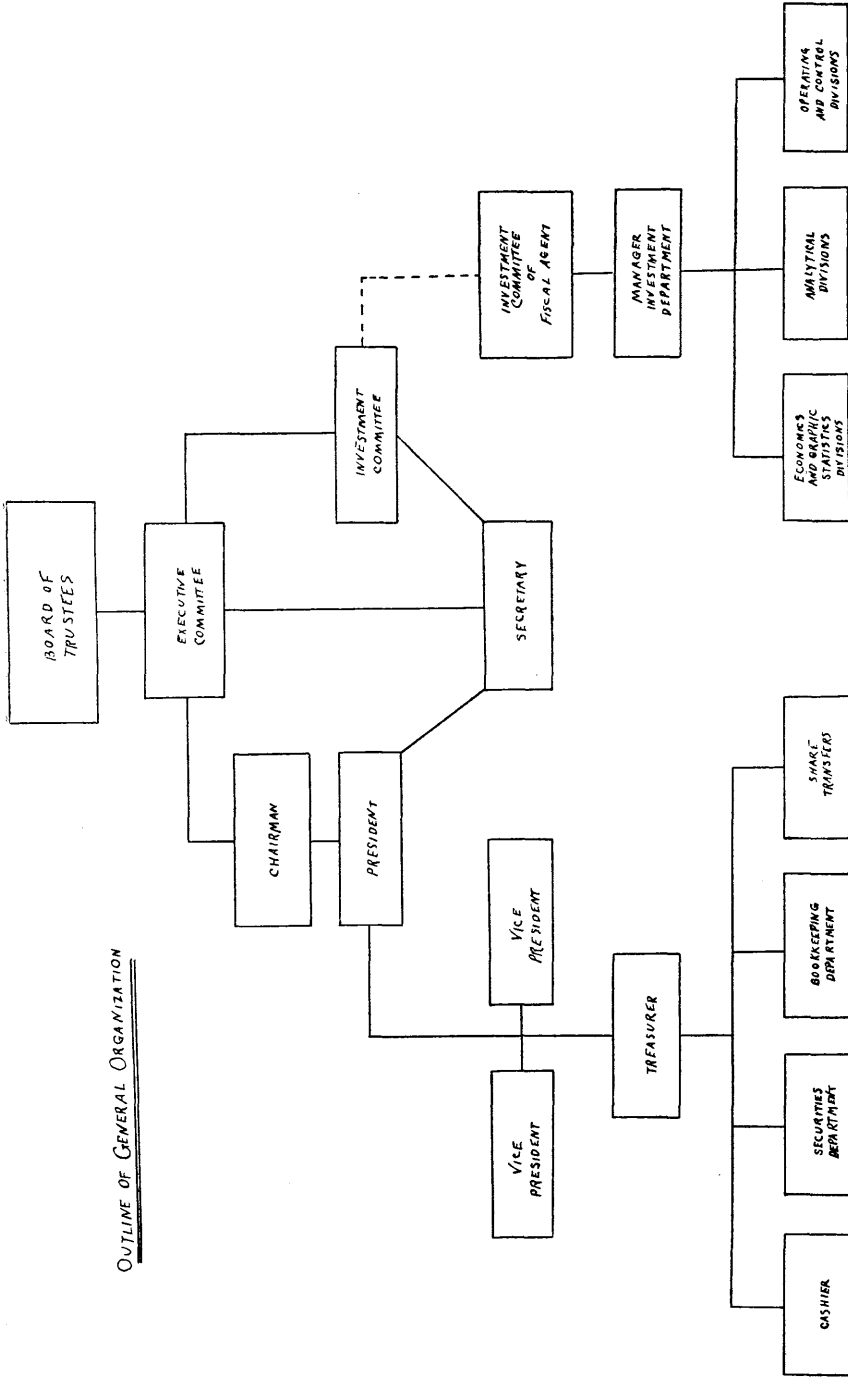 OUTLINE OF GENERAL ORGANIZATION
BOARD OF
TRUSTEES
EXECUTIVE
COMMITTEE
CHAIRMAN
PRESIDENT
INVESTMENT
COMMITTEE
SECRETARY
VICE
PRESIDENT
VICE
PRESIDENT
INVESTMENT
COMMITTEE
OF
FISCAL AGENT
TREASURER
MANAGER
INVESTMENT
DEPARTMENT
CASHIER
SECURITIES
DEPARTMENT
BOOKKEEPING
DEPARTMENT
SHARE
TRANSFERS
ECONOMICS
AND GRAPHIC
STATISTICS
DIVISIONS
ANALYTICAL
DIVISIONS
OPERATING
AND CONTROL
DIVISIONS